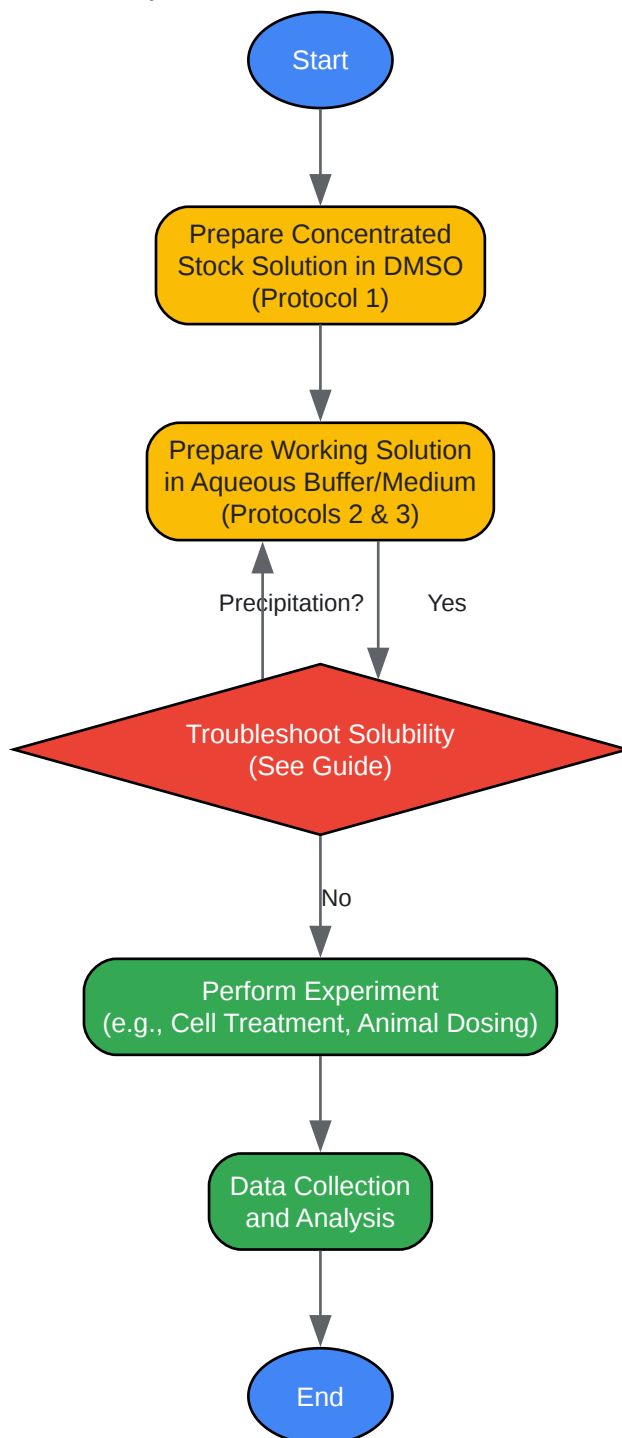 Start
Prepare Concentrated
Stock Solution in DMSO
(Protocol 1)
Prepare Working Solution
in Aqueous Buffer/Medium
(Protocols 2 & 3)
Precipitation?
Yes
Troubleshoot Solubility
(See Guide)
No
Perform Experiment
(e.g., Cell Treatment, Animal Dosing)
Data Collection
and Analysis
End